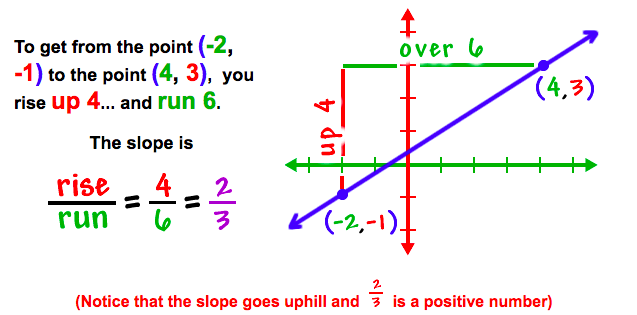 To get from the point (-2,
-1) to the point (4, 3), you
rise up 4... and run 6.
The slope is
rise/run = 4/6 = 2/3
over 6
up 4
(4,3)
(-2,-1)
(Notice that the slope goes uphill and 2/3 is a positive number)